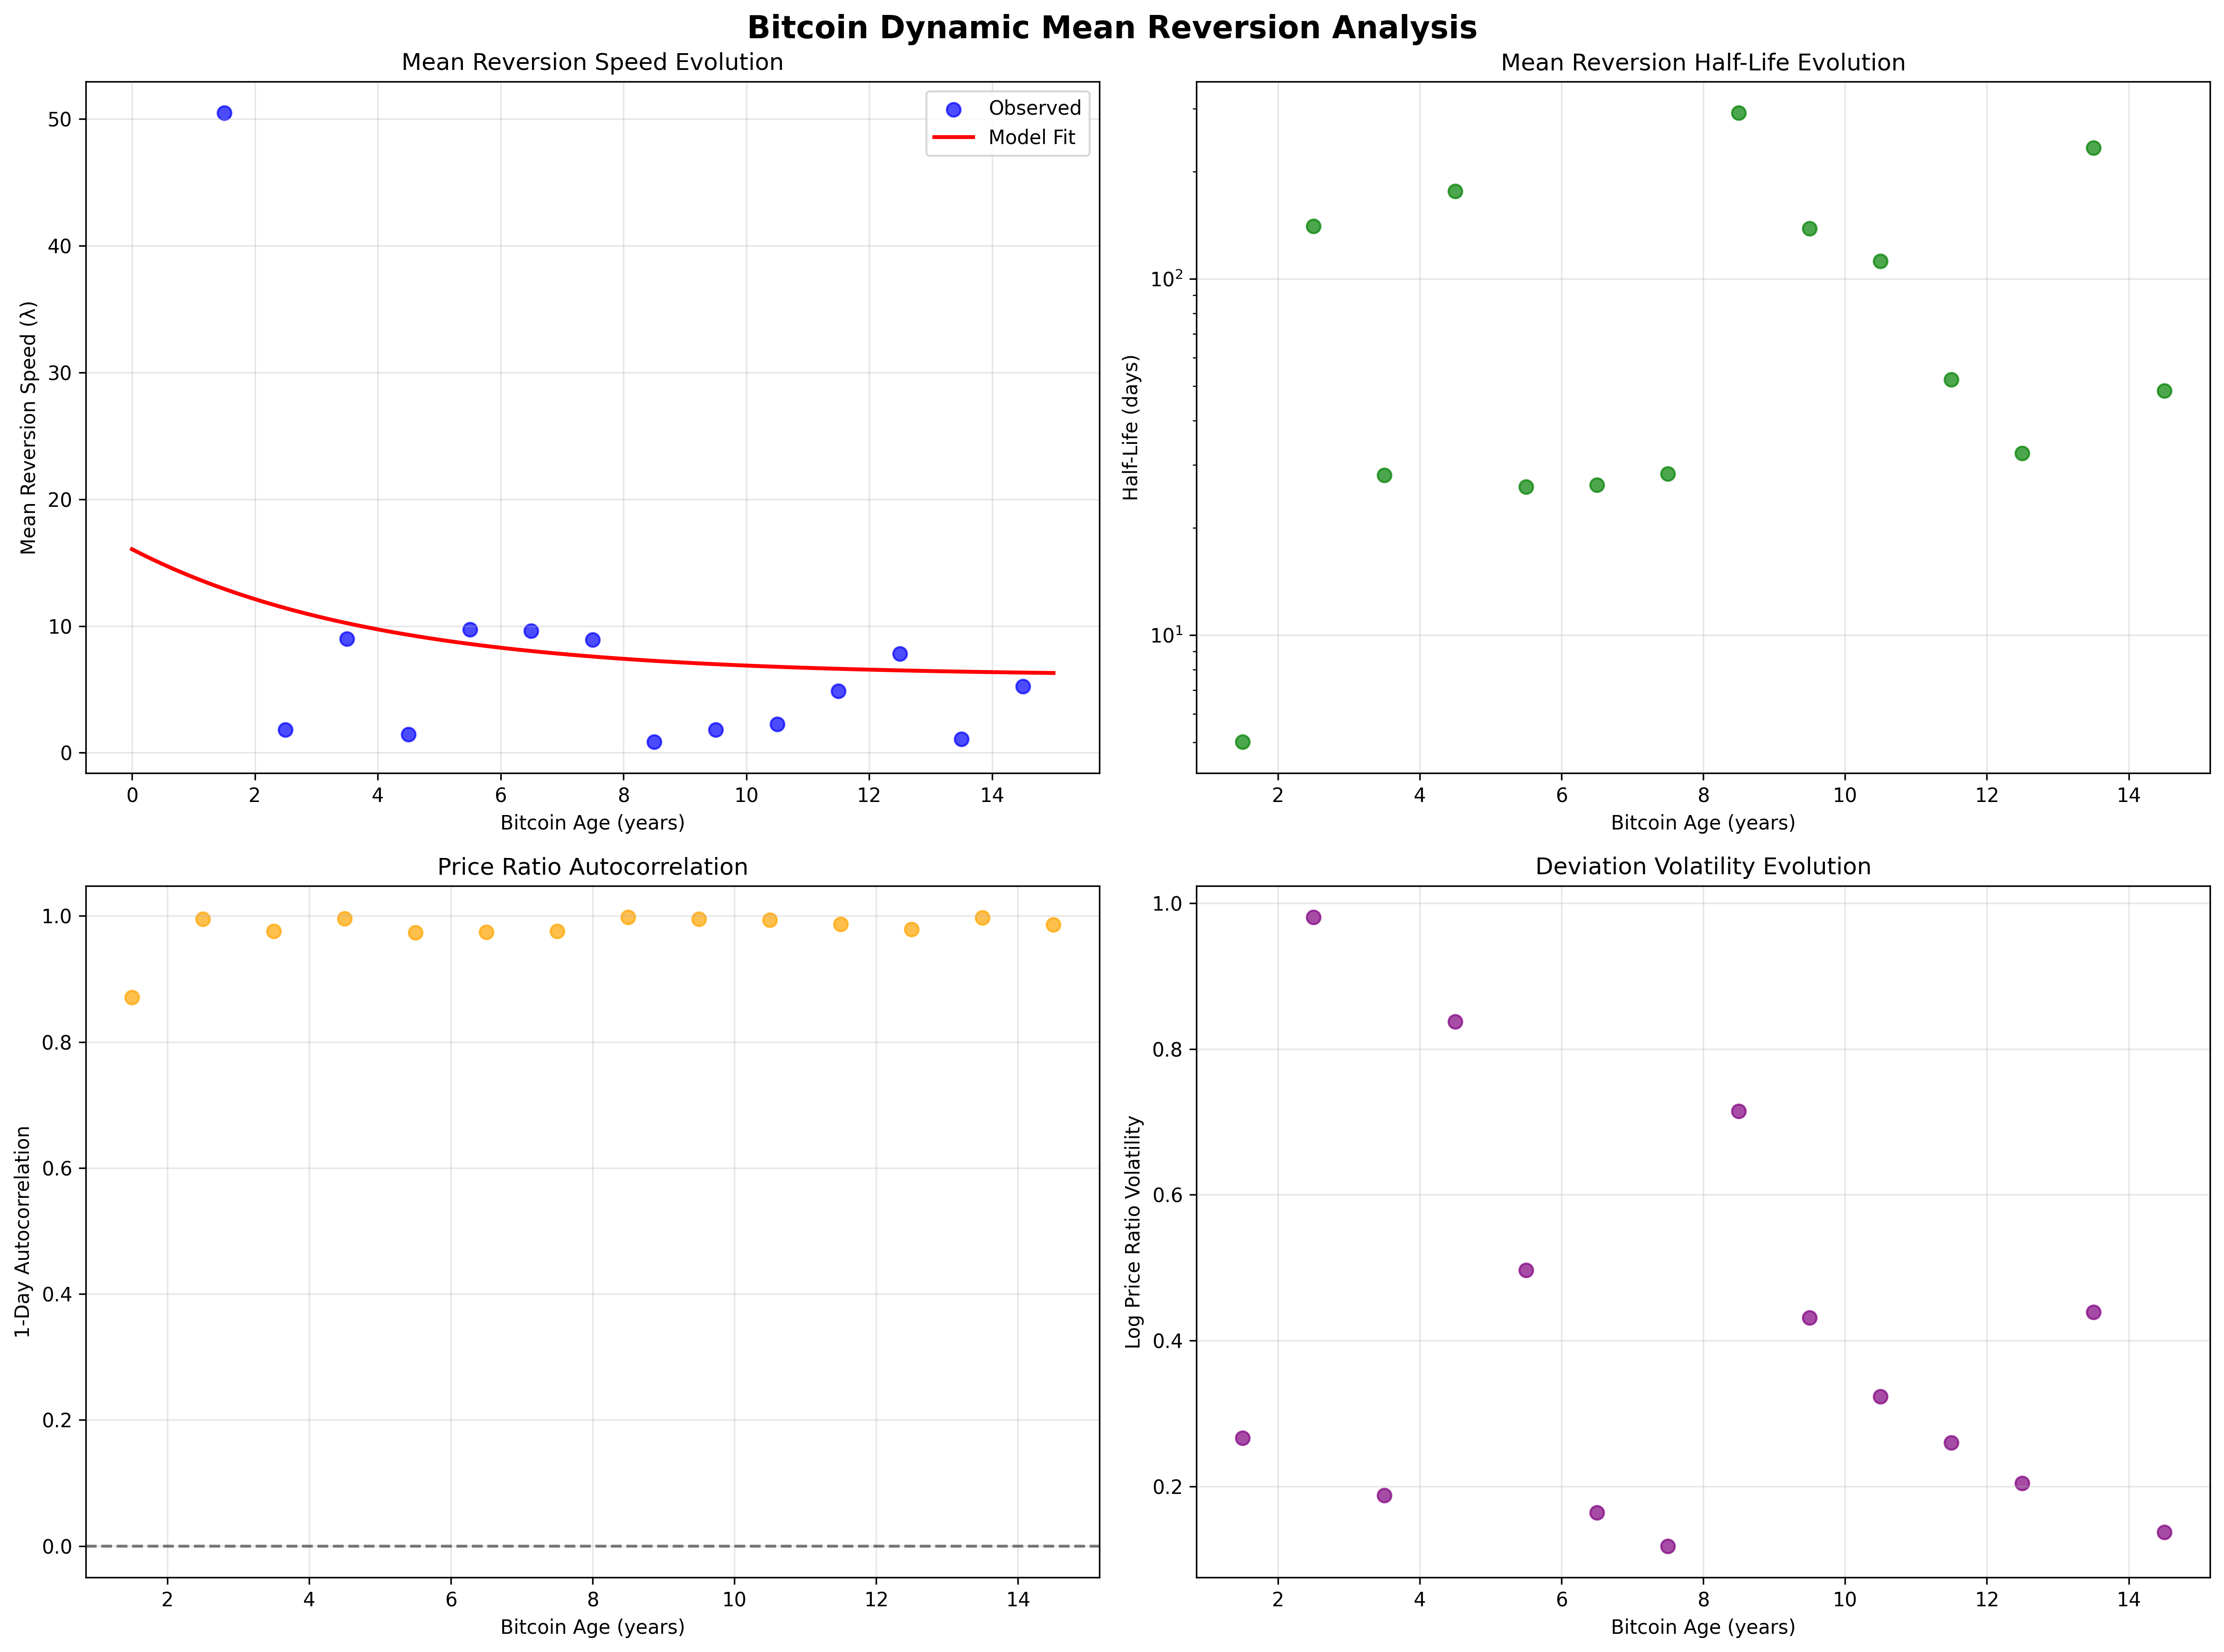 Bitcoin Dynamic Mean Reversion Analysis
Mean Reversion Speed Evolution
Mean Reversion Speed (λ)
50
40
30
20
10
0
Observed
Model Fit
0 2 4 6 8 10 12 14
Bitcoin Age (years)
Mean Reversion Half-Life Evolution
Half-Life (days)
10²
10¹
2 4 6 8 10 12 14
Bitcoin Age (years)
Price Ratio Autocorrelation
1-Day Autocorrelation
1.0
0.8
0.6
0.4
0.2
0.0
2 4 6 8 10 12 14
Bitcoin Age (years)
Deviation Volatility Evolution
Log Price Ratio Volatility
1.0
0.8
0.6
0.4
0.2
2 4 6 8 10 12 14
Bitcoin Age (years)